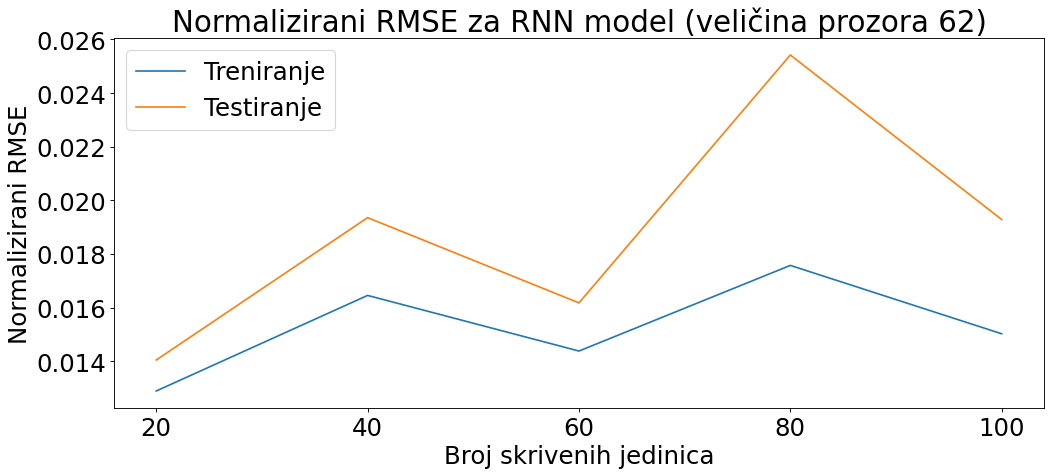 Normalizirani RMSE za RNN model (veličina prozora 62)
0.026
0.024
0.022
0.020
0.018
0.016
0.014
Normalizirani RMSE
Treniranje
Testiranje
20 40 60 80 100
Broj skrivenih jedinica